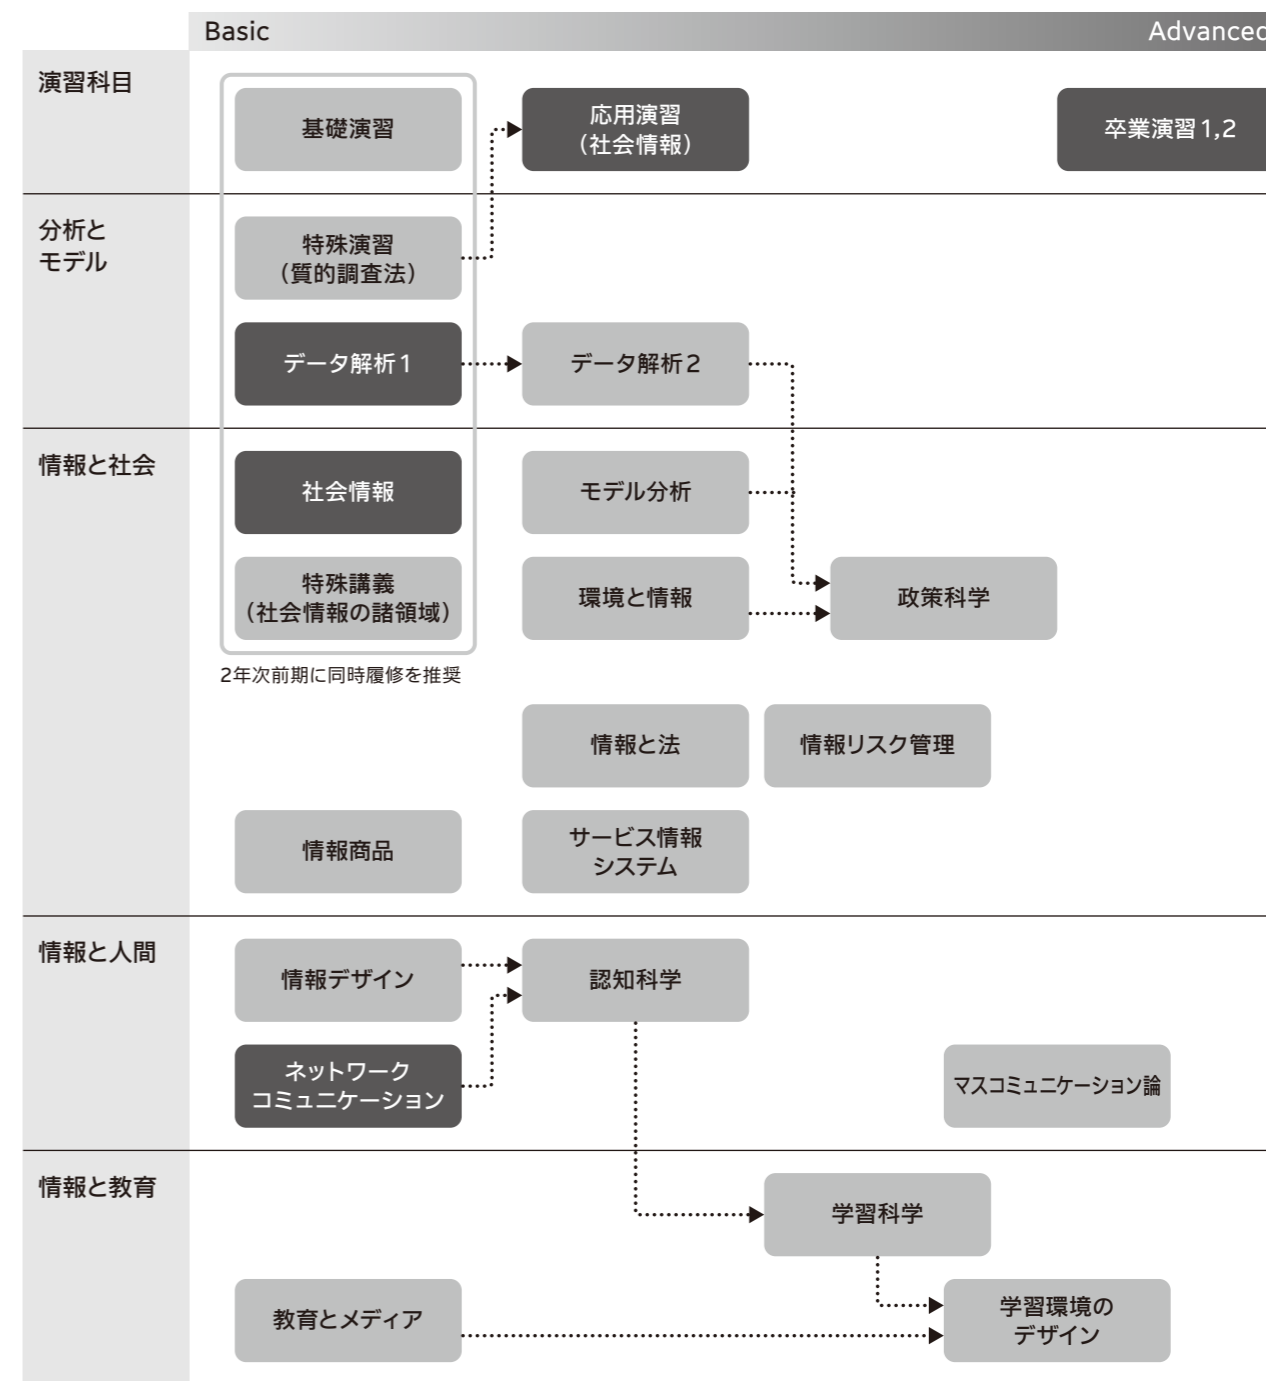 Basic
Advanced
演習科目
基礎演習
応用演習
（社会情報）
卒業演習1,2
分析と
モデル
特殊演習
（質的調査法）
データ解析1
データ解析2
情報と社会
社会情報
モデル分析
特殊講義
（社会情報の諸領域）
環境と情報
政策科学
2年次前期に同時履修を推奨
情報と法
情報リスク管理
情報商品
サービス情報
システム
情報と人間
情報デザイン
認知科学
ネットワーク
コミュニケーション
マスコミュニケーション論
情報と教育
学習科学
教育とメディア
学習環境の
デザイン